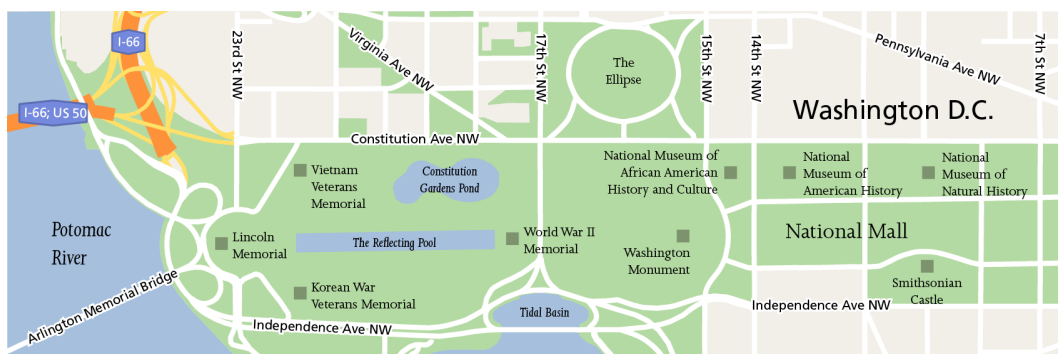 I-66
23rd St NW
Virginia Ave NW
17th St NW
The
Ellipse
15th St NW
14th St NW
Pennsylvania Ave NW
7th St NW
I-66; US 50
Washington D.C.
Constitution Ave NW
Vietnam
Veterans
Memorial
Constitution
Gardens Pond
National Museum of
African American
History and Culture
National
Museum of
American History
National
Museum of
Natural History
Potomac
River
Lincoln
Memorial
The Reflecting Pool
World War II
Memorial
Washington
Monument
National Mall
Smithsonian
Castle
Korean War
Veterans Memorial
Arlington Memorial Bridge
Independence Ave NW
Tidal Basin
Independence Ave NW